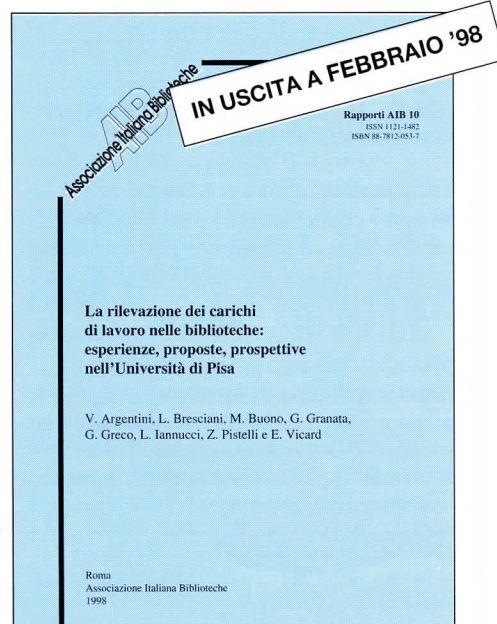 IN USCITA A FEBBRAIO '98
AIB
Associazione Italiana Biblioteche
Rapporti AIB 10
ISSN 1121-1482
ISBN 88-7812-053-7
La rilevazione dei carichi
di lavoro nelle biblioteche:
esperienze, proposte, prospettive
nell'Università di Pisa
V. Argentini, L. Bresciani, M. Buono, G. Granata,
G. Greco, L. Iannucci, Z. Pistelli e E. Vicard
Roma
Associazione Italiana Biblioteche
1998